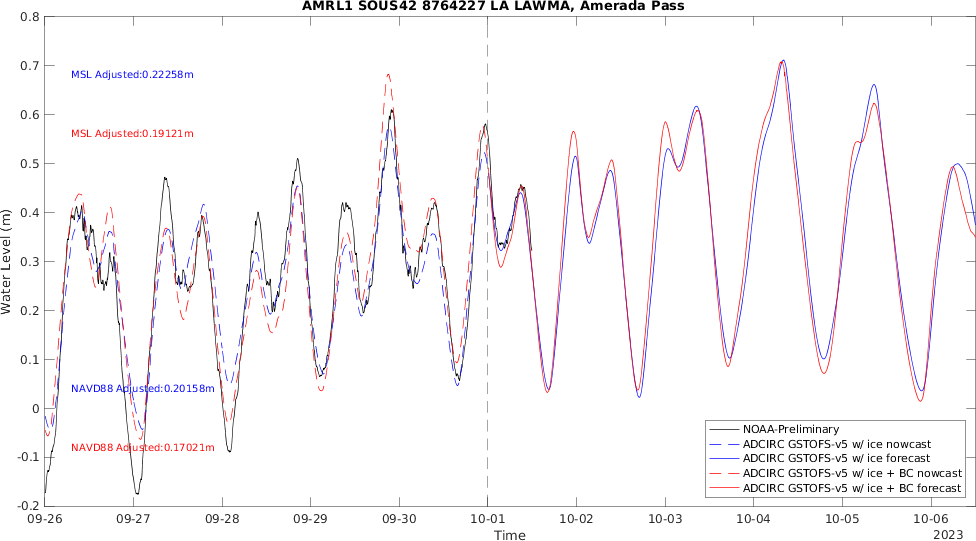 AMRL1 SOUS42 8764227 LA LAWMA, Amerada Pass
0.8
0.7
0.6
0.5
0.4
0.3
0.2
0.1
0
-0.1
-0.2
Water Level (m)
MSL Adjusted:0.22258m
MSL Adjusted:0.19121m
NAVD88 Adjusted:0.20158m
NAVD88 Adjusted:0.17021m
NOAA-Preliminary
ADCIRC GSTOFS-v5 w/ ice nowcast
ADCIRC GSTOFS-v5 w/ ice forecast
ADCIRC GSTOFS-v5 w/ ice + BC nowcast
ADCIRC GSTOFS-v5 w/ ice + BC forecast
09-26 09-27 09-28 09-29 09-30 10-01 10-02 10-03 10-04 10-05 10-06
Time
2023